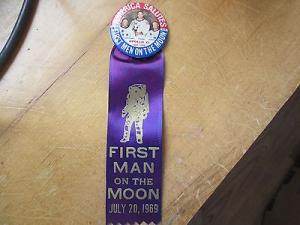 AMERICA SALUTES
FIRST MEN ON THE MOON
FIRST
MAN
ON THE
MOON
JULY 20, 1969